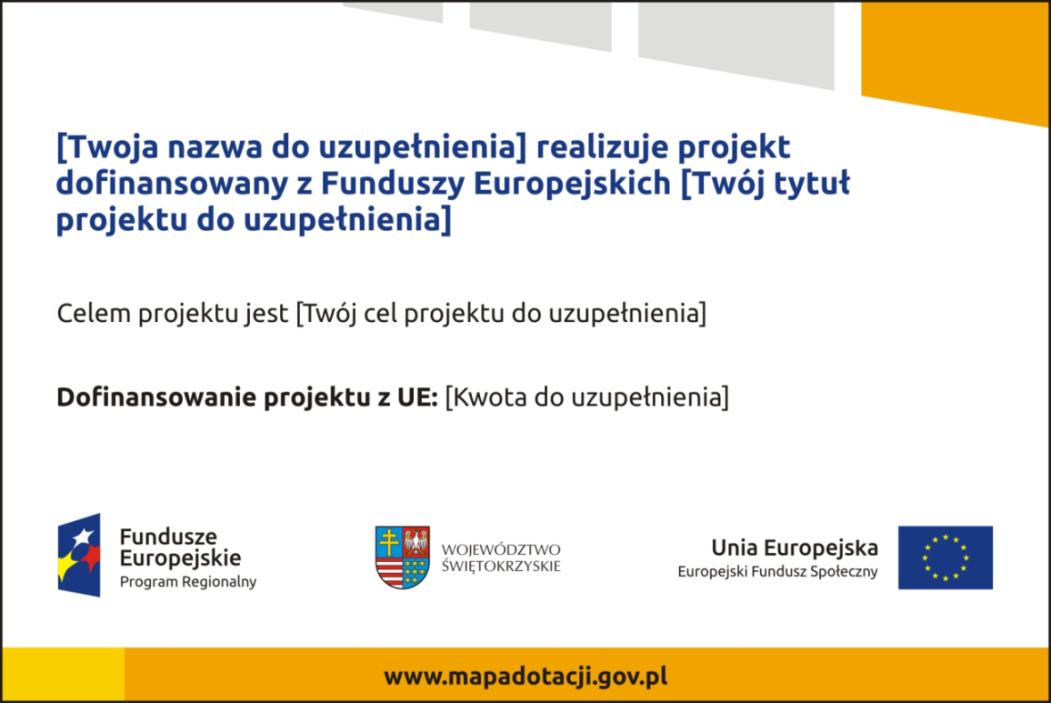 [Twoja nazwa do uzupełnienia] realizuje projekt
dofinansowany z Funduszy Europejskich [Twój tytuł
projektu do uzupełnienia]
Celem projektu jest [Twój cel projektu do uzupełnienia]
Dofinansowanie projektu z UE: [Kwota do uzupełnienia]
Fundusze
Europejskie
Program Regionalny
WOJEWÓDZTWO
ŚWIĘTOKRZYSKIE
Unia Europejska
Europejski Fundusz Społeczny
www.mapadotacji.gov.pl